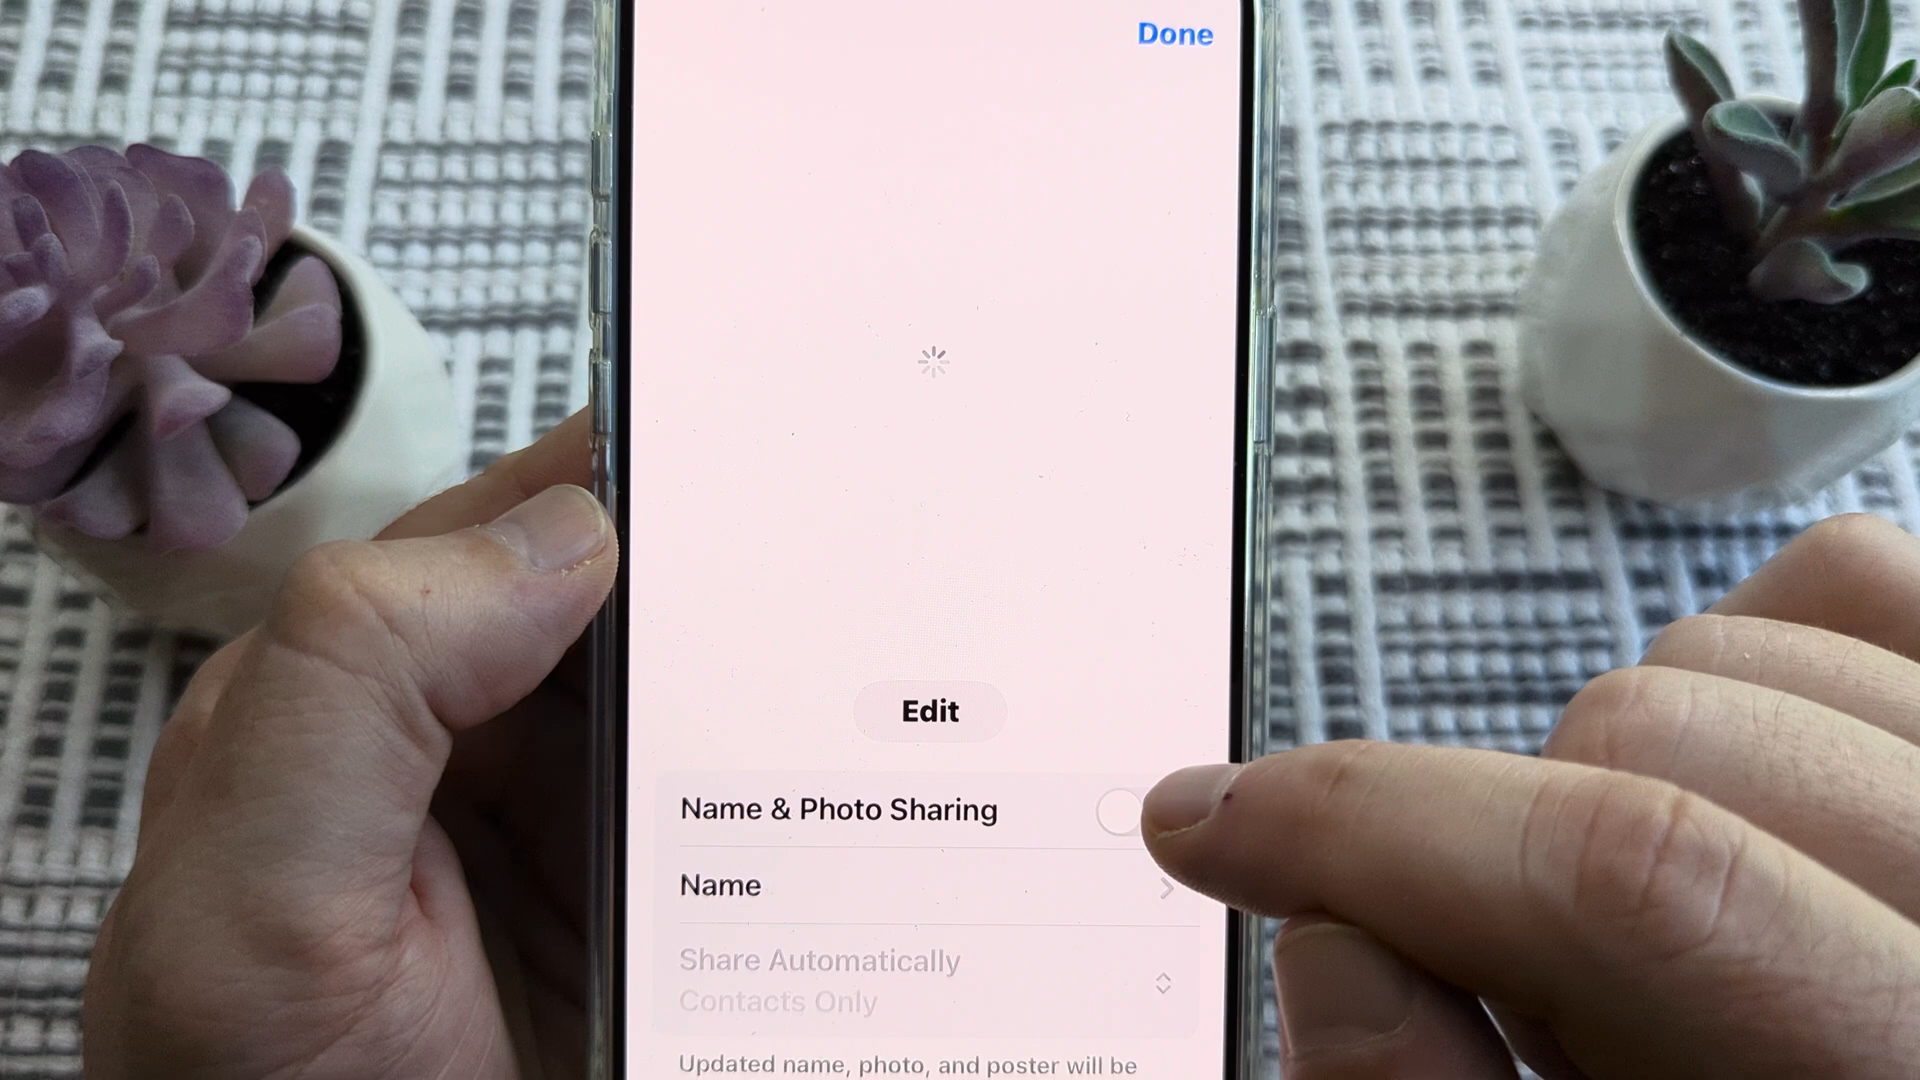 Done
Edit
Name & Photo Sharing
Name
Share Automatically
Contacts Only
Updated name, photo, and poster will be